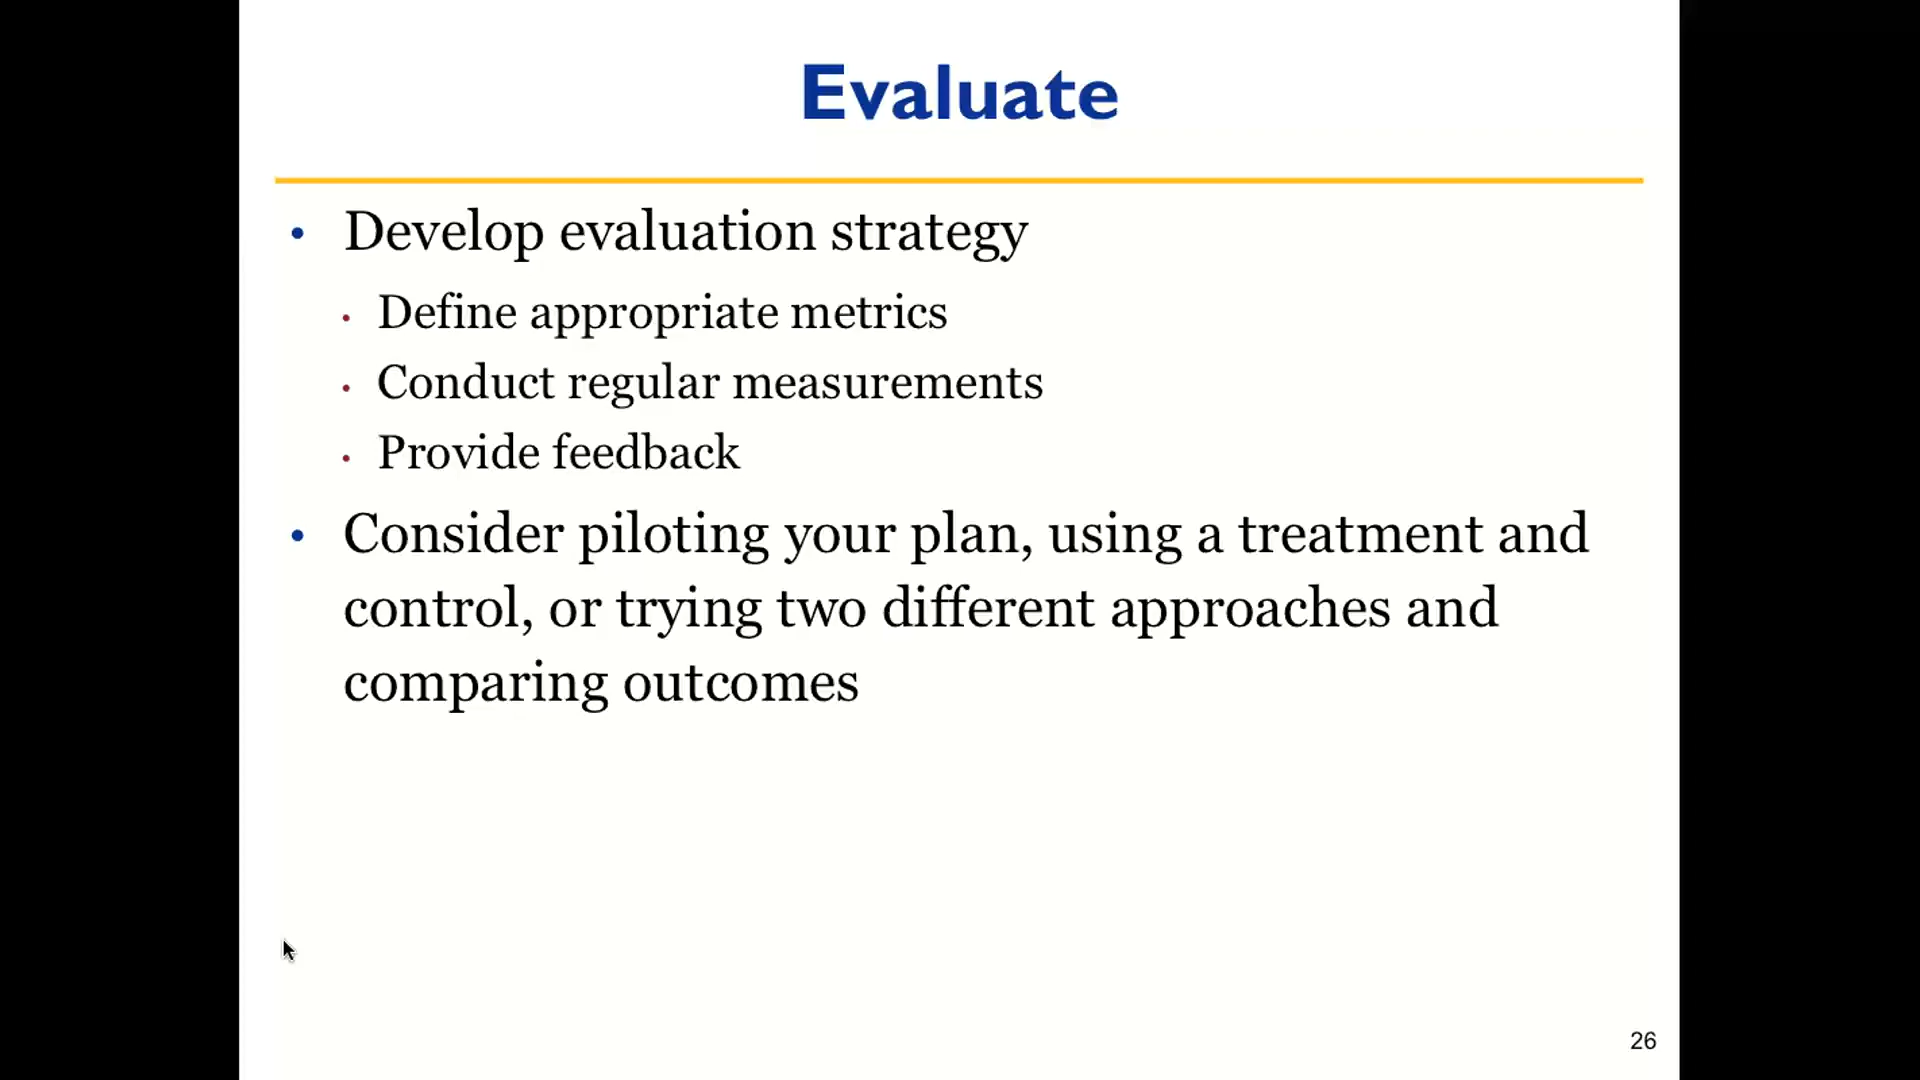 Evaluate
• Develop evaluation strategy
• Define appropriate metrics
• Conduct regular measurements
• Provide feedback
• Consider piloting your plan, using a treatment and
control, or trying two different approaches and
comparing outcomes
26